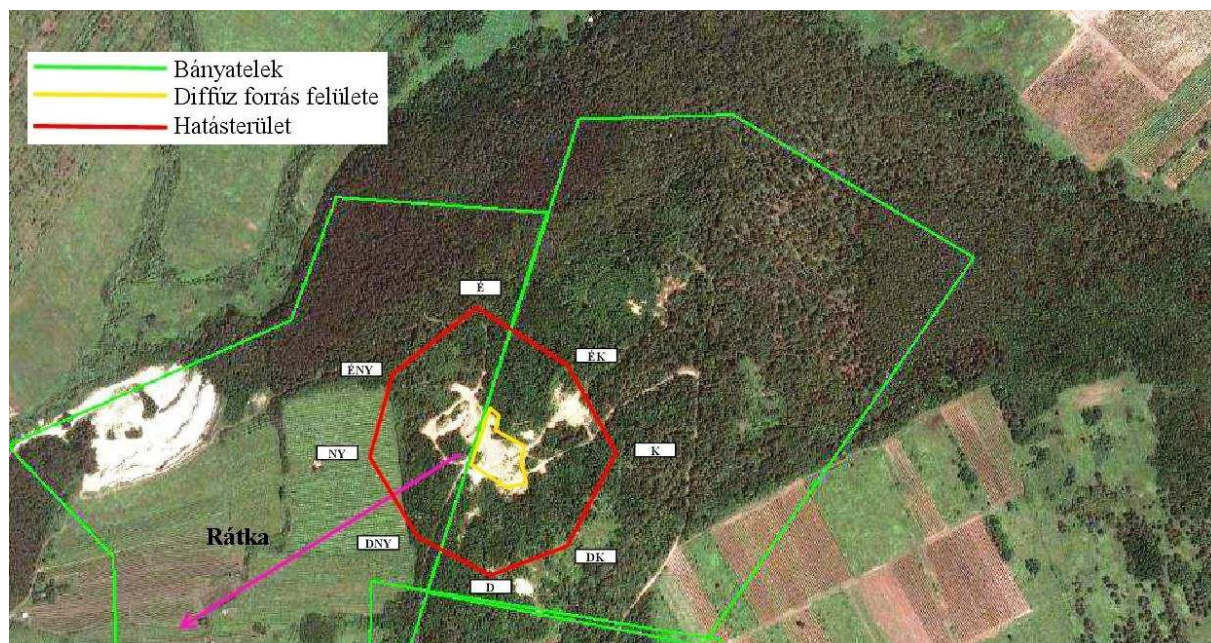 Bányatelek
Diffúz forrás felülete
Hatásterület
É
ÉK
ÉNY
NY
K
Rátka
DNY
DK
D